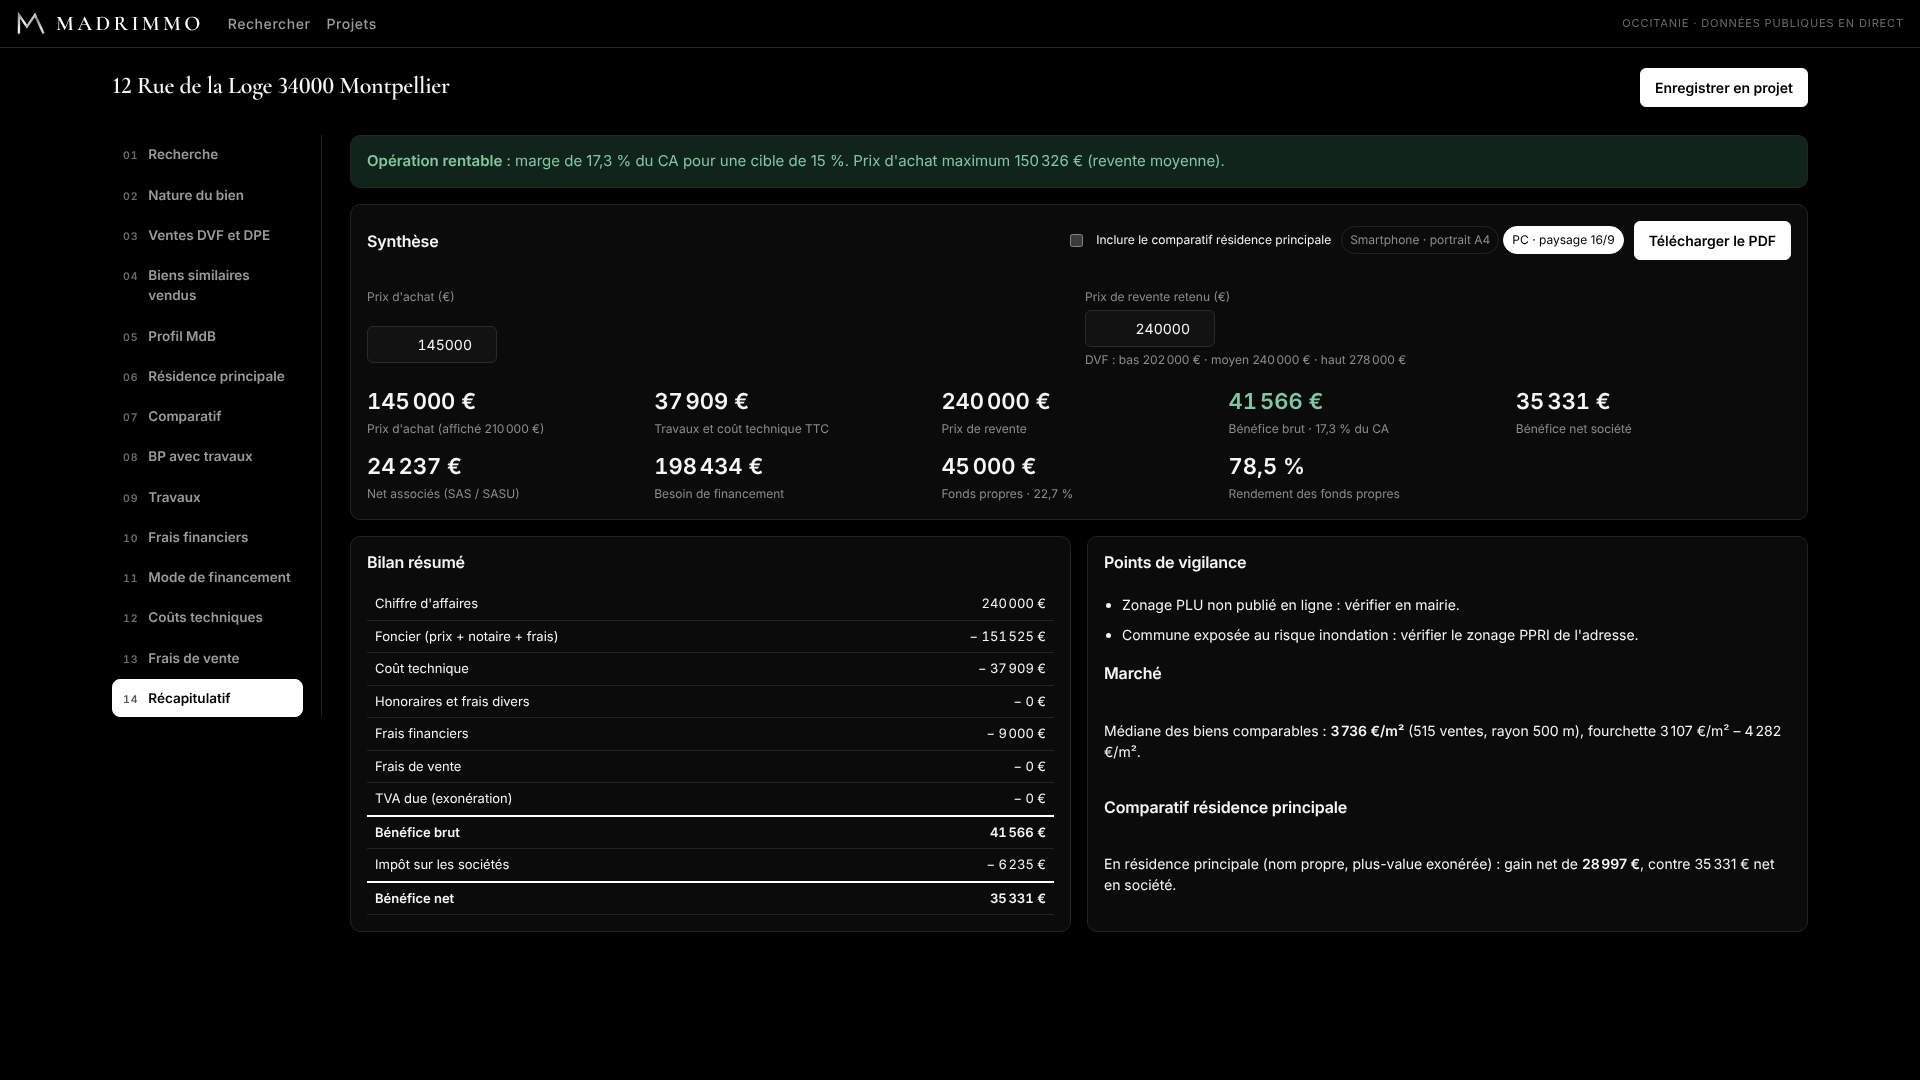 MADRIMMO
Rechercher
Projets
OCCITANIE · DONNÉES PUBLIQUES EN DIRECT
12 Rue de la Loge 34000 Montpellier
Enregistrer en projet
01 Recherche
02 Nature du bien
03 Ventes DVF et DPE
04 Biens similaires
vendus
05 Profil MdB
06 Résidence principale
07 Comparatif
08 BP avec travaux
09 Travaux
10 Frais financiers
11 Mode de financement
12 Coûts techniques
13 Frais de vente
14 Récapitulatif
Opération rentable : marge de 17,3 % du CA pour une cible de 15 %. Prix d'achat maximum 150 326 € (revente moyenne).
Synthèse
Inclure le comparatif résidence principale
Smartphone · portrait A4
PC · paysage 16/9
Télécharger le PDF
Prix d'achat (€)
145000
Prix de revente retenu (€)
240000
DVF : bas 202 000 € · moyen 240 000 € · haut 278 000 €
145 000 €
Prix d'achat (affiché 210 000 €)
37 909 €
Travaux et coût technique TTC
240 000 €
Prix de revente
41 566 €
Bénéfice brut · 17,3 % du CA
35 331 €
Bénéfice net société
24 237 €
Net associés (SAS / SASU)
198 434 €
Besoin de financement
45 000 €
Fonds propres · 22,7 %
78,5 %
Rendement des fonds propres
Bilan résumé
Chiffre d'affaires 240 000 €
Foncier (prix + notaire + frais) − 151 525 €
Coût technique − 37 909 €
Honoraires et frais divers − 0 €
Frais financiers − 9 000 €
Frais de vente − 0 €
TVA due (exonération) − 0 €
Bénéfice brut 41 566 €
Impôt sur les sociétés − 6 235 €
Bénéfice net 35 331 €
Points de vigilance
• Zonage PLU non publié en ligne : vérifier en mairie.
• Commune exposée au risque inondation : vérifier le zonage PPRI de l'adresse.
Marché
Médiane des biens comparables : 3 736 €/m² (515 ventes, rayon 500 m), fourchette 3 107 €/m² – 4 282
€/m².
Comparatif résidence principale
En résidence principale (nom propre, plus-value exonérée) : gain net de 28 997 €, contre 35 331 € net
en société.